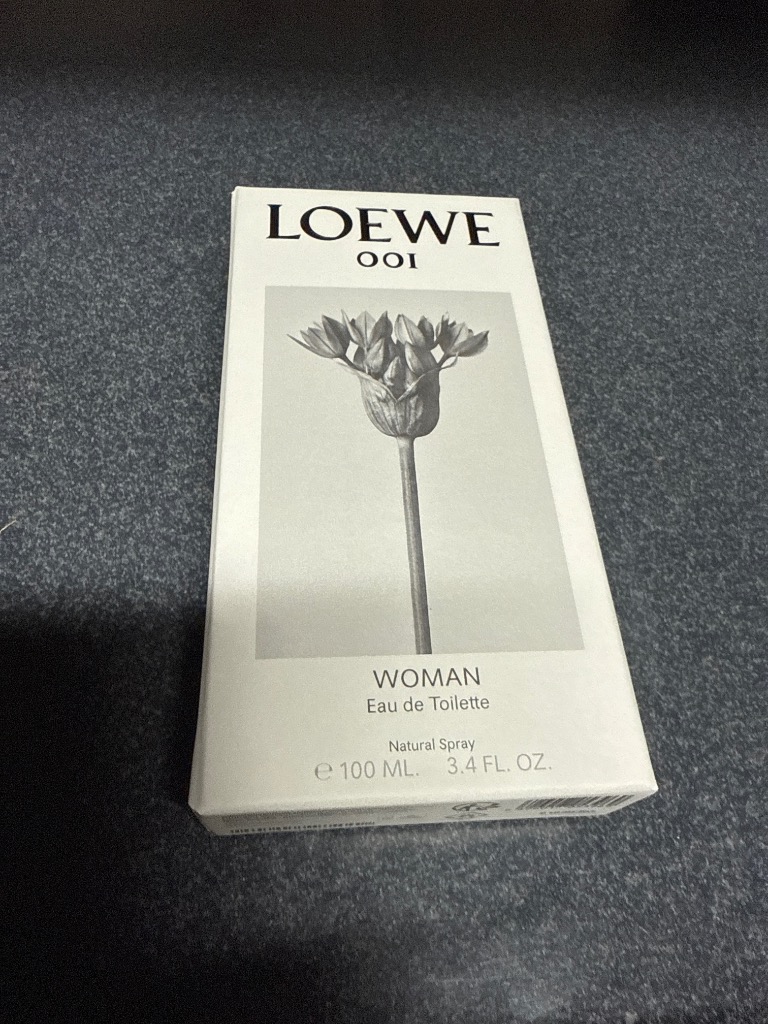 LOEWE
001
WOMAN
Eau de Toilette
Natural Spray
℮ 100 ML. 3.4 FL. OZ.